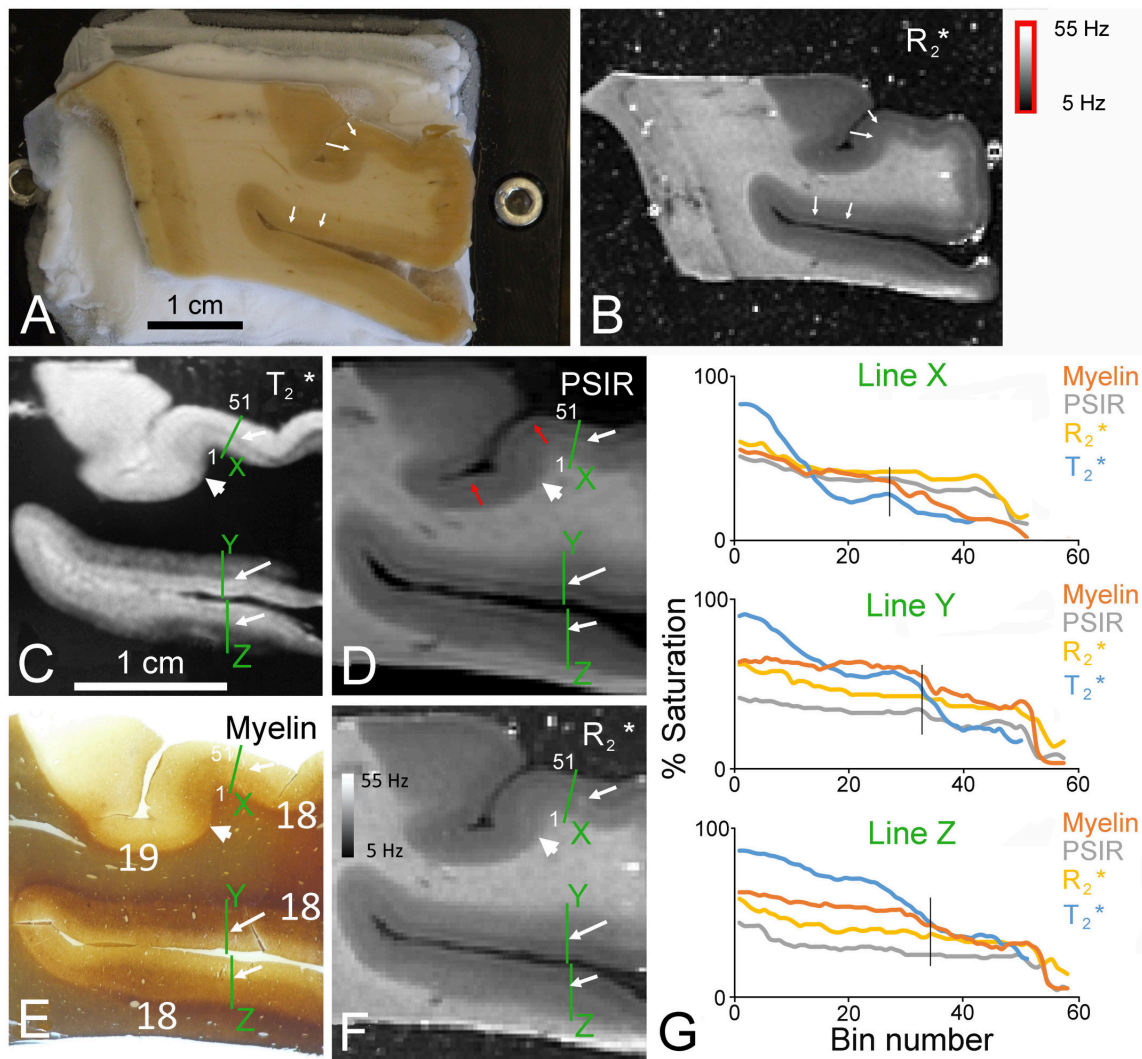 R2*
55 Hz
5 Hz
A
1 cm
B
T2*
51
1
X
Y
Z
C
1 cm
PSIR
51
1
X
Y
Z
D
Myelin
51
1
X
18
19
18
Y
Z
18
E
R2*
55 Hz
5 Hz
51
1
X
Y
Z
F
G
% Saturation
Line X
100
0
0 20 40 60
Myelin
PSIR
R2*
T2*
Line Y
100
0
0 20 40 60
Myelin
PSIR
R2*
T2*
Line Z
100
0
0 20 40 60
Myelin
PSIR
R2*
T2*
Bin number